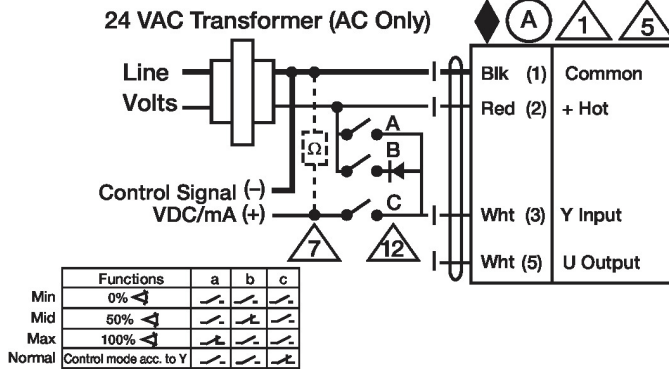 24 VAC Transformer (AC Only)
A 1 5
Line
Volts
Blk (1) Common
Red (2) + Hot
A
Ω
B
Control Signal (–)
VDC/mA (+)
C
Wht (3) Y Input
7 12
Wht (5) U Output
Functions a b c
Min 0%
Mid 50%
Max 100%
Normal Control mode acc. to Y